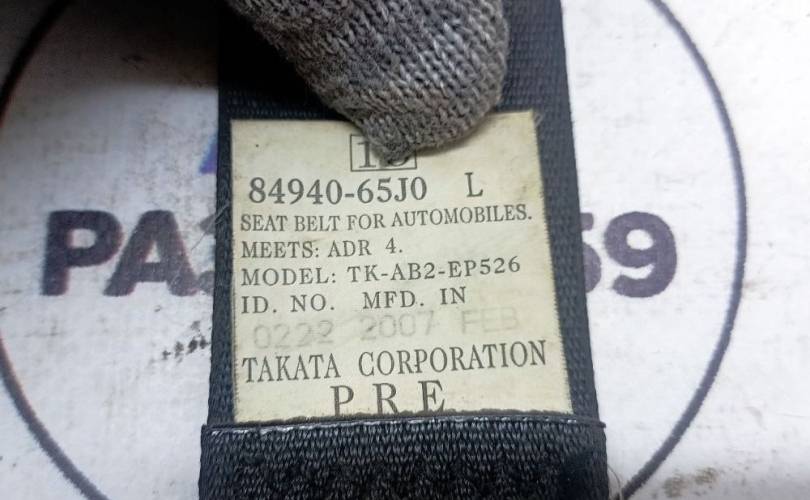 84940-65J0 L
SEAT BELT FOR AUTOMOBILES.
MEETS: ADR 4.
MODEL: TK-AB2-EP526
ID. NO. MFD. IN
0222 2007 FEB
TAKATA CORPORATION
PRE